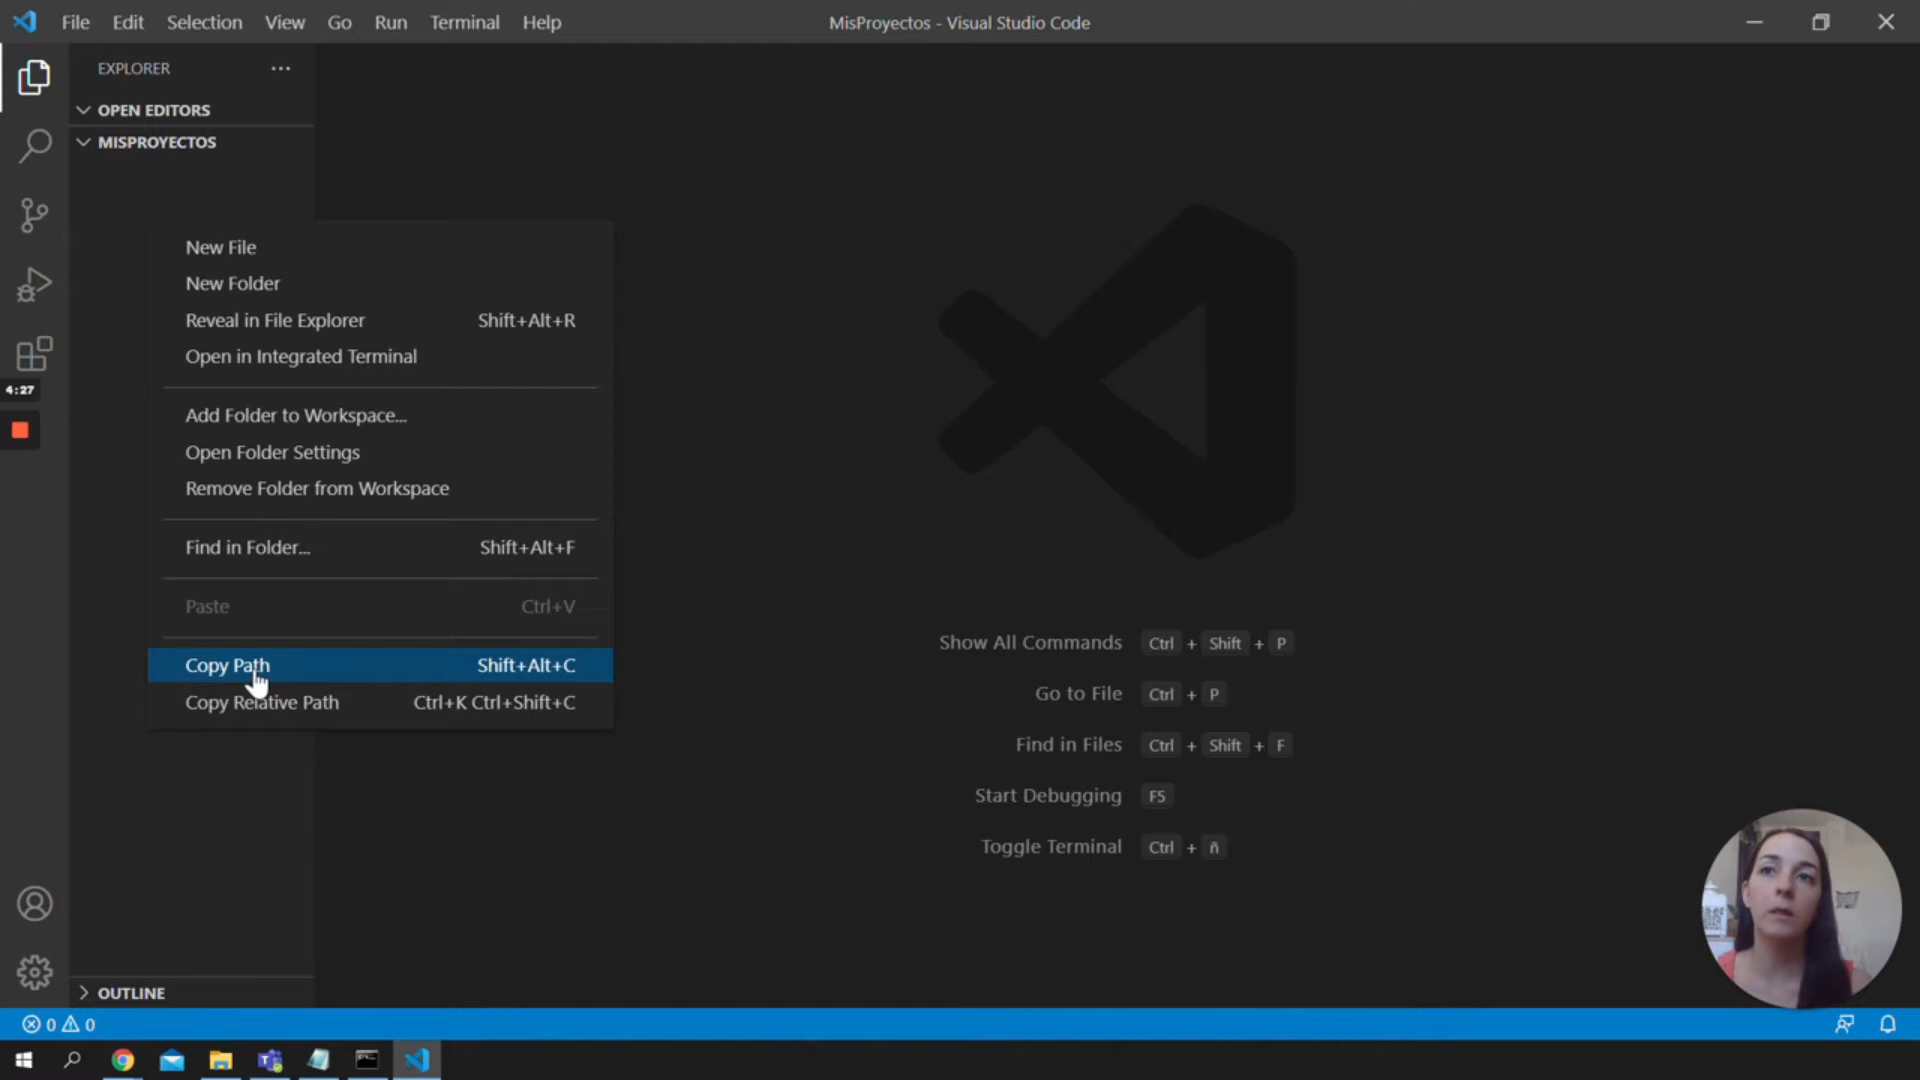 File Edit Selection View Go Run Terminal Help MisProyectos - Visual Studio Code
EXPLORER
OPEN EDITORS
MISPROYECTOS
New File
New Folder
Reveal in File Explorer Shift+Alt+R
Open in Integrated Terminal
4:27
Add Folder to Workspace...
Open Folder Settings
Remove Folder from Workspace
Find in Folder... Shift+Alt+F
Paste Ctrl+V
Copy Path Shift+Alt+C
Copy Relative Path Ctrl+K Ctrl+Shift+C
Show All Commands Ctrl + Shift + P
Go to File Ctrl + P
Find in Files Ctrl + Shift + F
Start Debugging F5
Toggle Terminal Ctrl + ñ
OUTLINE
0 0